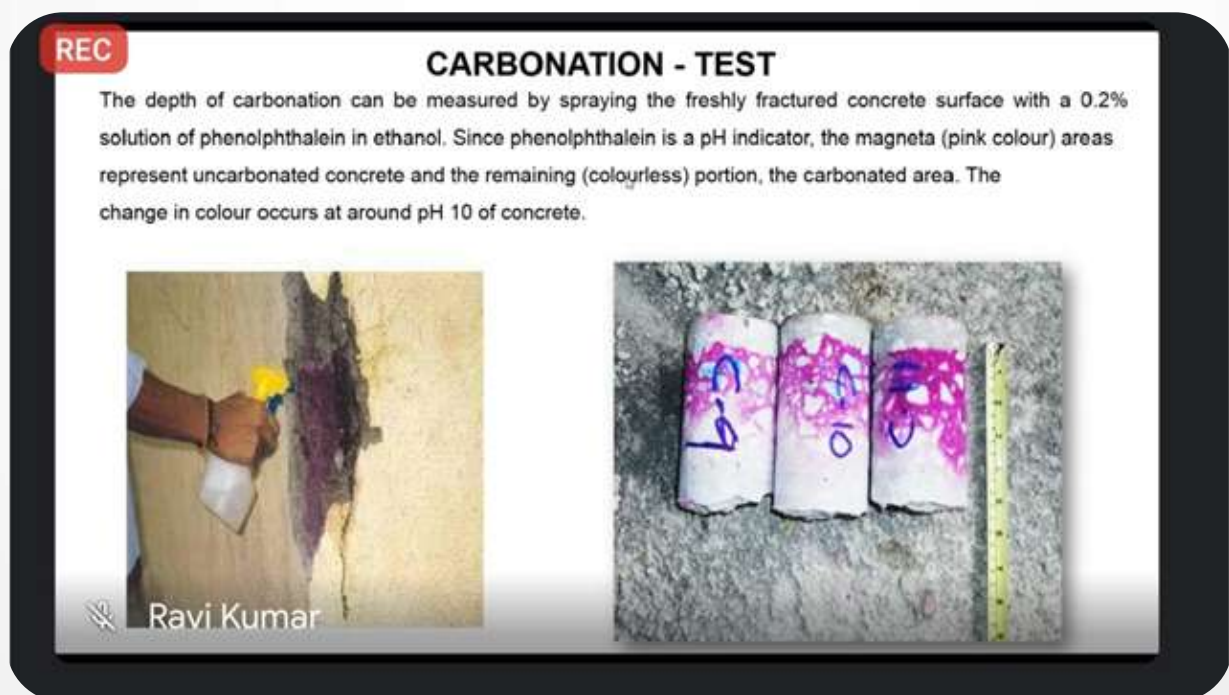 REC
CARBONATION - TEST
The depth of carbonation can be measured by spraying the freshly fractured concrete surface with a 0.2%
solution of phenolphthalein in ethanol. Since phenolphthalein is a pH indicator, the magneta (pink colour) areas
represent uncarbonated concrete and the remaining (colourless) portion, the carbonated area. The
change in colour occurs at around pH 10 of concrete.
C-9
C-10
Ravi Kumar